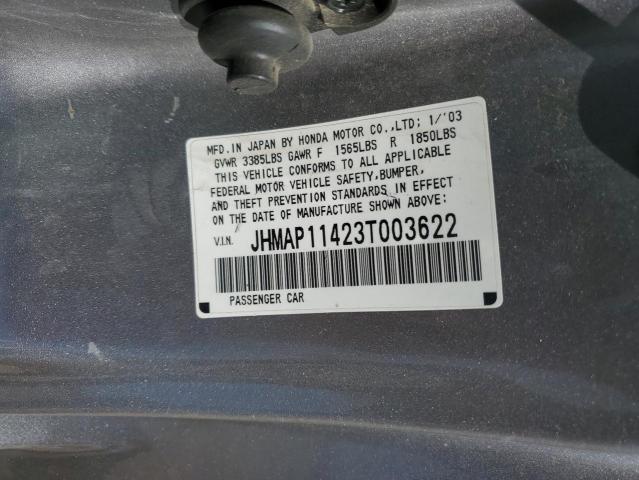 MFD. IN JAPAN BY HONDA MOTOR CO.,LTD; 1/'03
GVWR 3385LBS GAWR F 1565LBS R 1850LBS
THIS VEHICLE CONFORMS TO ALL APPLICABLE
FEDERAL MOTOR VEHICLE SAFETY,BUMPER,
AND THEFT PREVENTION STANDARDS IN EFFECT
ON THE DATE OF MANUFACTURE SHOWN ABOVE:
V.I.N. JHMAP11423T003622
PASSENGER CAR